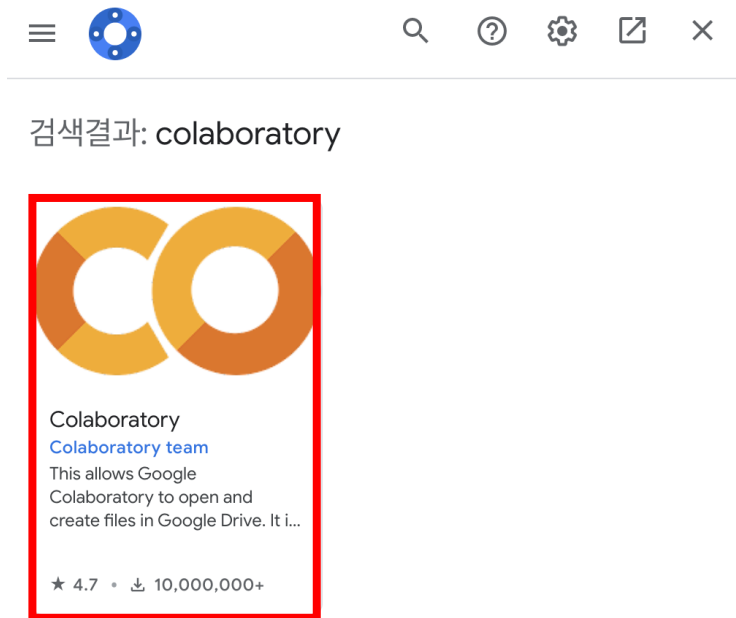 검색결과: colaboratory
Colaboratory
Colaboratory team
This allows Google
Colaboratory to open and
create files in Google Drive. It i...
★ 4.7 • 10,000,000+